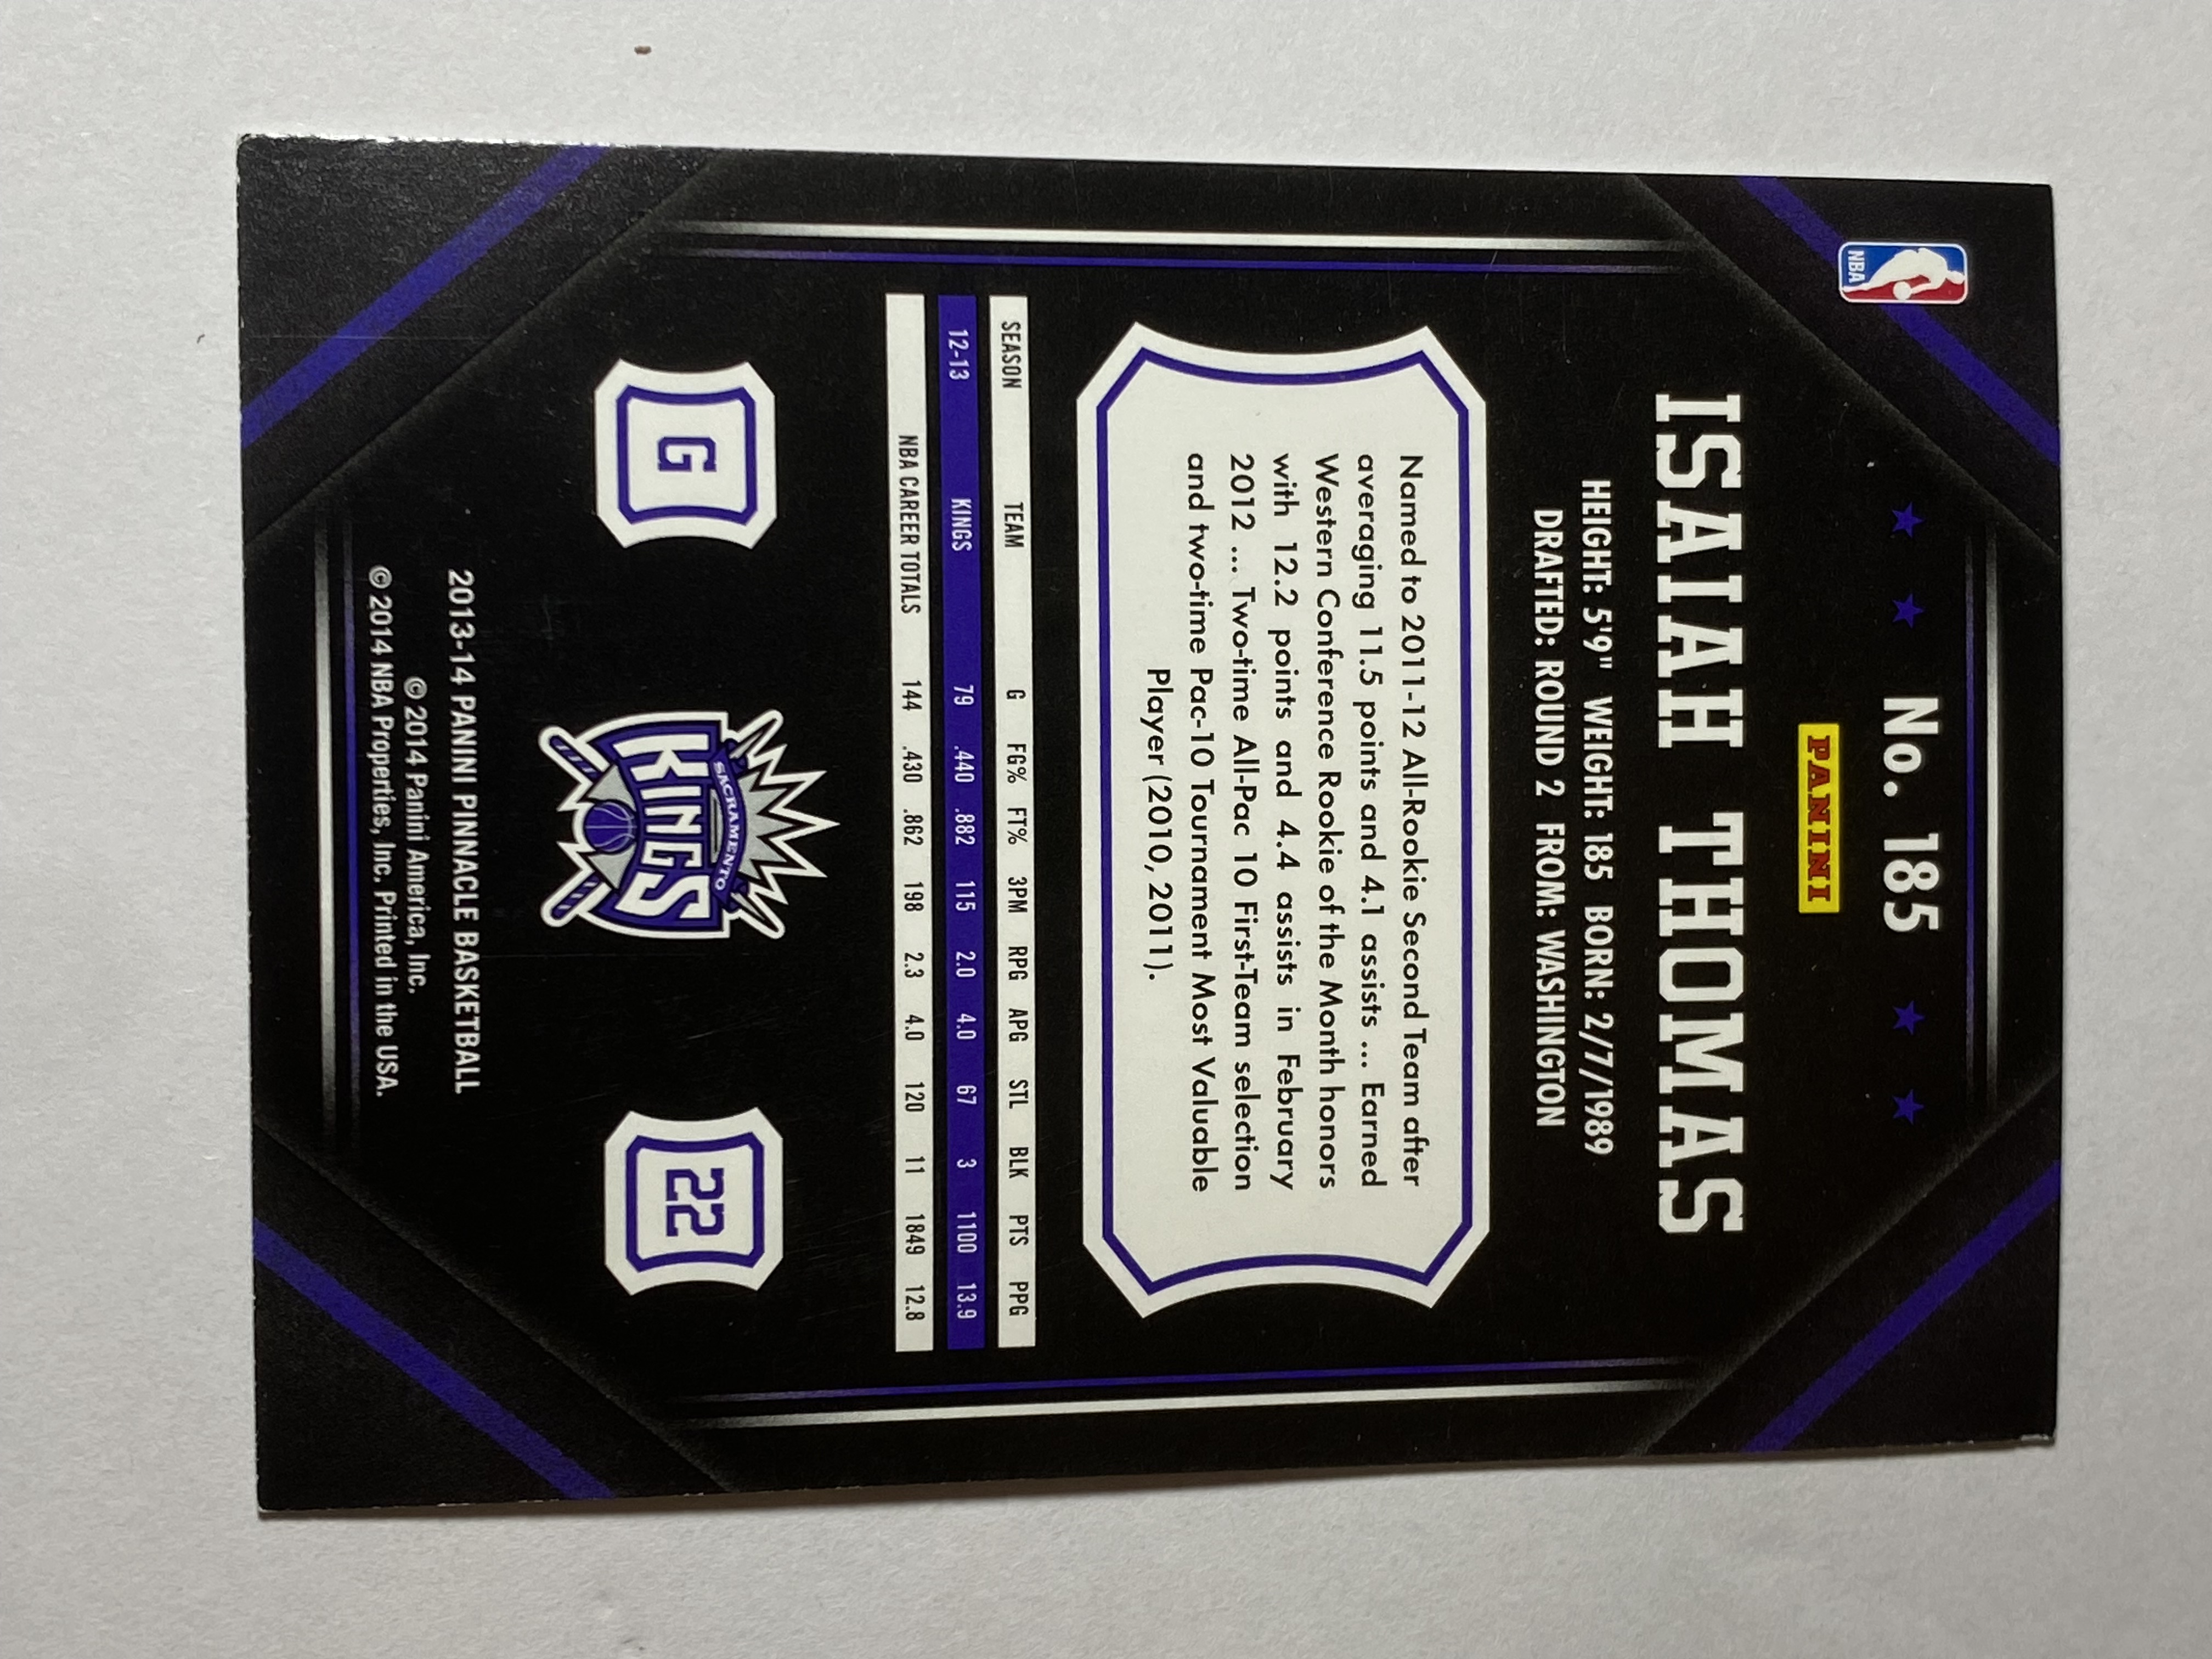 No. 185
NBA
PANINI
ISAIAH THOMAS
HEIGHT: 5'9" WEIGHT: 185 BORN: 2/7/1989
DRAFTED: ROUND 2 FROM: WASHINGTON
Named to 2011-12 All-Rookie Second Team after
averaging 11.5 points and 4.1 assists ... Earned
Western Conference Rookie of the Month honors
with 12.2 points and 4.4 assists in February
2012 ... Two-time All-Pac 10 First-Team selection
and two-time Pac-10 Tournament Most Valuable
Player (2010, 2011).
SEASON TEAM G FG% FT% 3PM RPG APG STL BLK PTS PPG
12-13 KINGS 79 .440 .882 115 2.0 4.0 67 3 1100 13.9
NBA CAREER TOTALS 144 .430 .862 198 2.3 4.0 120 11 1849 12.8
G
SACRAMENTO
KINGS
22
2013-14 PANINI PINNACLE BASKETBALL
© 2014 Panini America, Inc.
© 2014 NBA Properties, Inc. Printed in the USA.